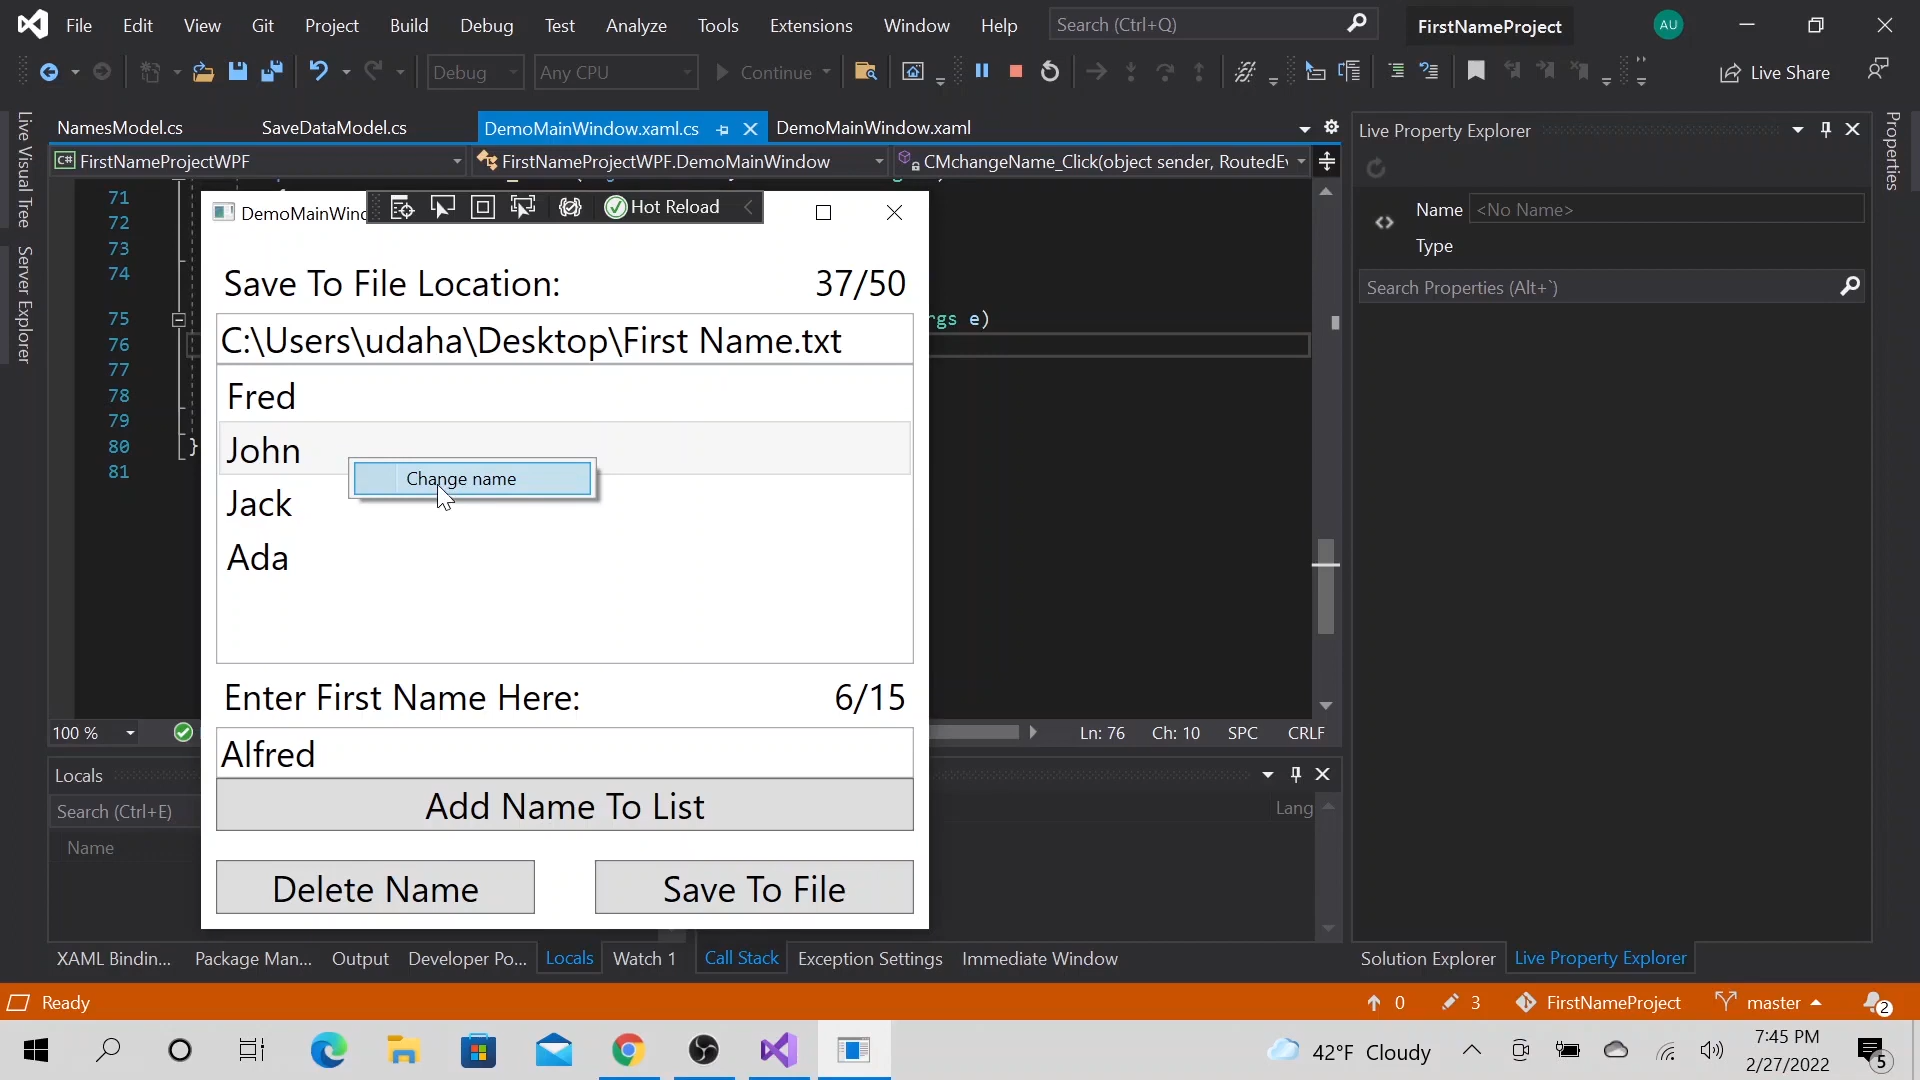 File Edit View Git Project Build Debug Test Analyze Tools Extensions Window Help Search (Ctrl+Q) FirstNameProject AU
Debug Any CPU Continue Live Share
NamesModel.cs SaveDataModel.cs DemoMainWindow.xaml.cs DemoMainWindow.xaml
Live Property Explorer
C# FirstNameProjectWPF FirstNameProjectWPF.DemoMainWindow CMchangeName_Click(object sender, RoutedEv
Live Visual Tree
Server Explorer
Properties
71
72
73
74
75
76
77
78
79
80 }
81
rgs e)
DemoMainWind
Hot Reload
Save To File Location: 37/50
C:\Users\udaha\Desktop\First Name.txt
Fred
John
Change name
Jack
Ada
Enter First Name Here: 6/15
Alfred
Add Name To List
Delete Name Save To File
Name <No Name>
Type
Search Properties (Alt+`)
100 % Ln: 76 Ch: 10 SPC CRLF
Locals
Search (Ctrl+E)
Name
Lang
XAML Bindin... Package Man... Output Developer Po... Locals Watch 1 Call Stack Exception Settings Immediate Window
Solution Explorer Live Property Explorer
Ready 0 3 FirstNameProject master 2
42°F Cloudy
7:45 PM
2/27/2022
5